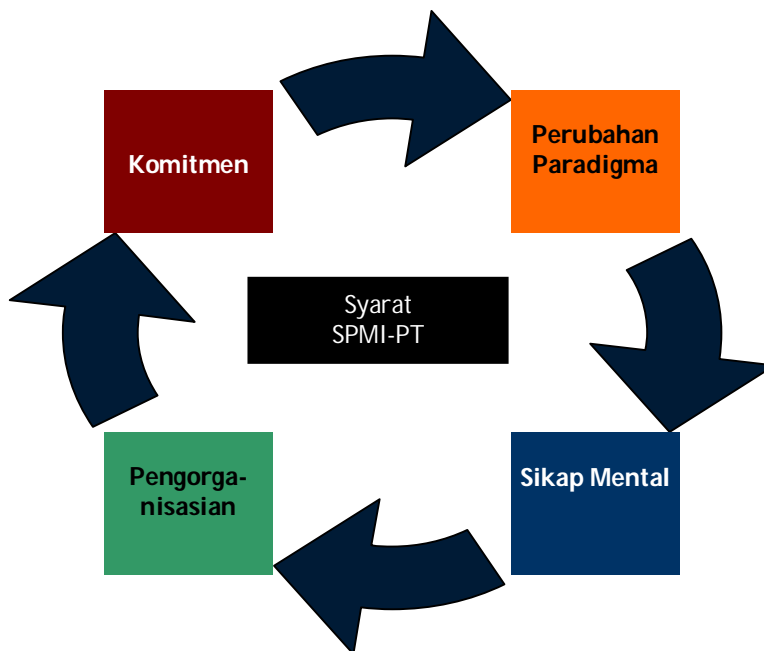 Komitmen
Perubahan
Paradigma
Syarat
SPMI-PT
Pengorga-
nisasian
Sikap Mental